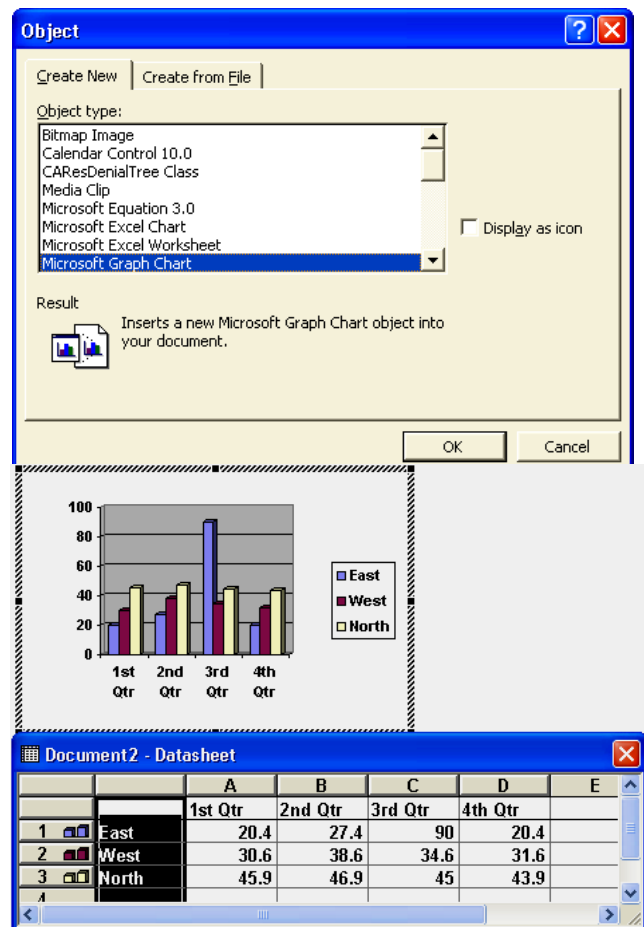 Object
Create New Create from File
Object type:
Bitmap Image
Calendar Control 10.0
CAResDenialTree Class
Media Clip
Microsoft Equation 3.0
Microsoft Excel Chart
Microsoft Excel Worksheet
Microsoft Graph Chart
Display as icon
Result
Inserts a new Microsoft Graph Chart object into
your document.
OK Cancel
100
80
60
40
20
0
1st Qtr 2nd Qtr 3rd Qtr 4th Qtr
East
West
North
Document2 - Datasheet
A B C D E
1st Qtr 2nd Qtr 3rd Qtr 4th Qtr
1 East 20.4 27.4 90 20.4
2 West 30.6 38.6 34.6 31.6
3 North 45.9 46.9 45 43.9
4